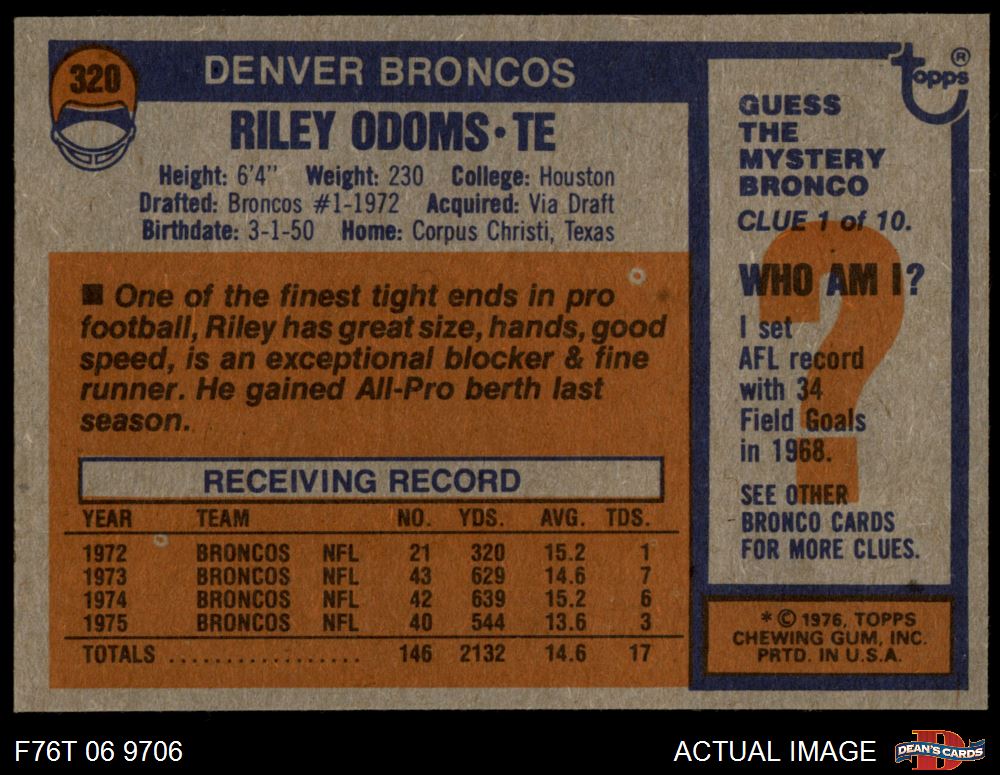 320
DENVER BRONCOS
RILEY ODOMS•TE
Height: 6'4" Weight: 230 College: Houston
Drafted: Broncos #1-1972 Acquired: Via Draft
Birthdate: 3-1-50 Home: Corpus Christi, Texas
■ One of the finest tight ends in pro
football, Riley has great size, hands, good
speed, is an exceptional blocker & fine
runner. He gained All-Pro berth last
season.
RECEIVING RECORD
YEAR TEAM NO. YDS. AVG. TDS.
1972 BRONCOS NFL 21 320 15.2 1
1973 BRONCOS NFL 43 629 14.6 7
1974 BRONCOS NFL 42 639 15.2 6
1975 BRONCOS NFL 40 544 13.6 3
TOTALS .................. 146 2132 14.6 17
topps®
GUESS
THE
MYSTERY
BRONCO
CLUE 1 of 10.
WHO AM I?
?
I set
AFL record
with 34
Field Goals
in 1968.
SEE OTHER
BRONCO CARDS
FOR MORE CLUES.
*© 1976, TOPPS
CHEWING GUM, INC.
PRTD. IN U.S.A.
F76T 06 9706
ACTUAL IMAGE
D
DEAN'S CARDS